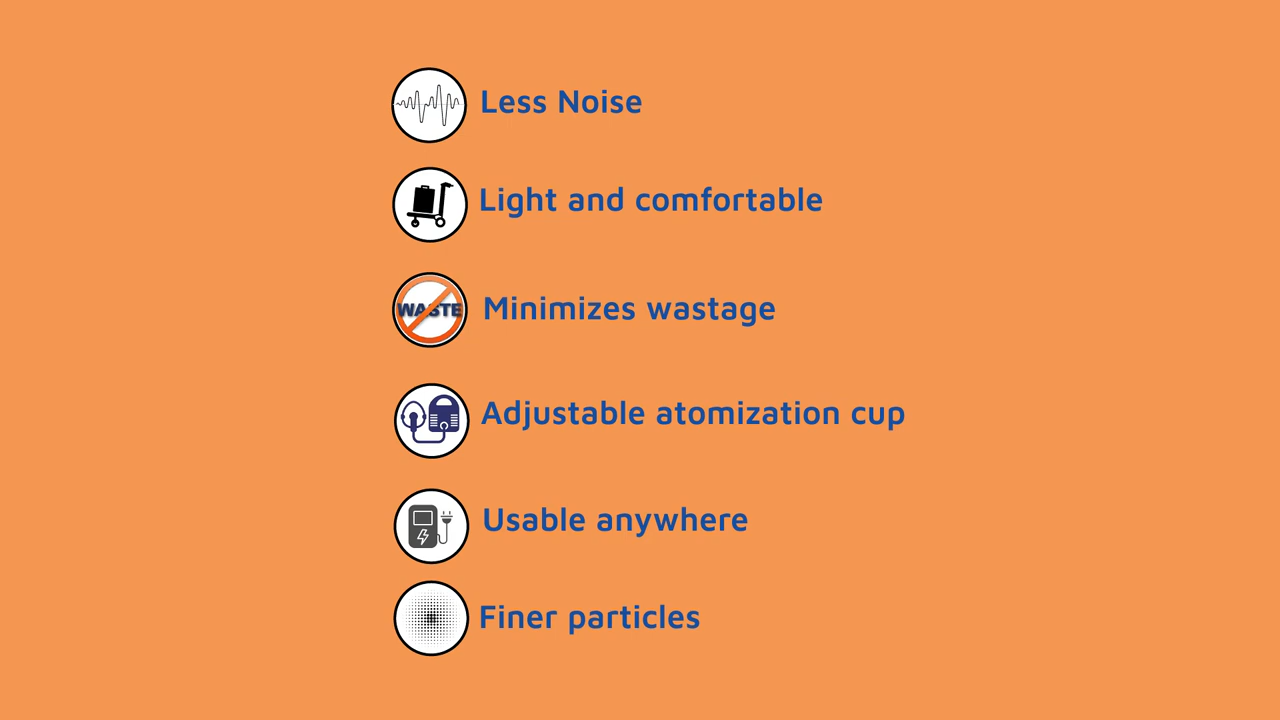 Less Noise
Light and comfortable
WASTE
Minimizes wastage
Adjustable atomization cup
Usable anywhere
Finer particles